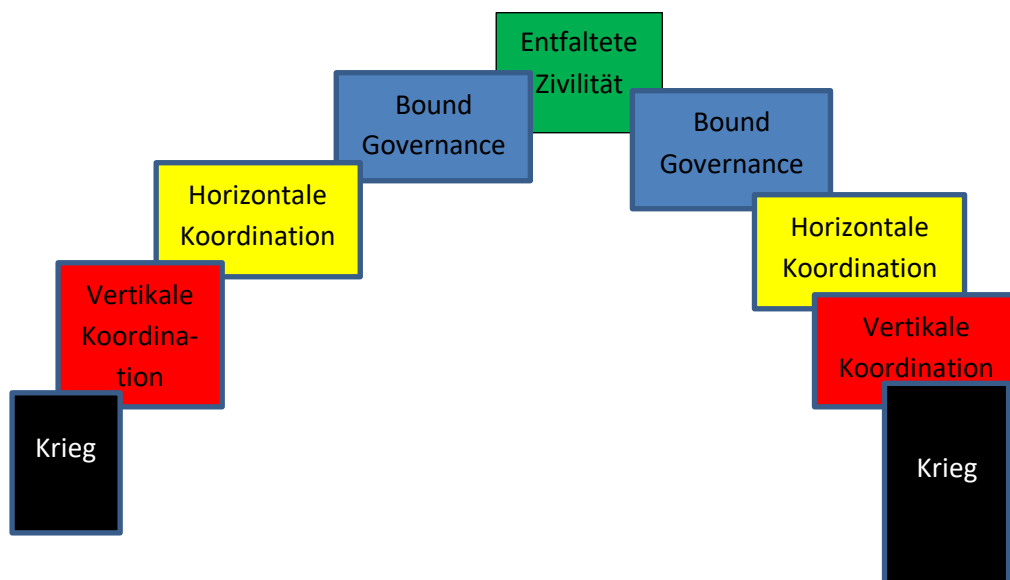 Entfaltete
Zivilität
Bound
Governance
Bound
Governance
Horizontale
Koordination
Horizontale
Koordination
Vertikale
Koordina-
tion
Vertikale
Koordination
Krieg
Krieg